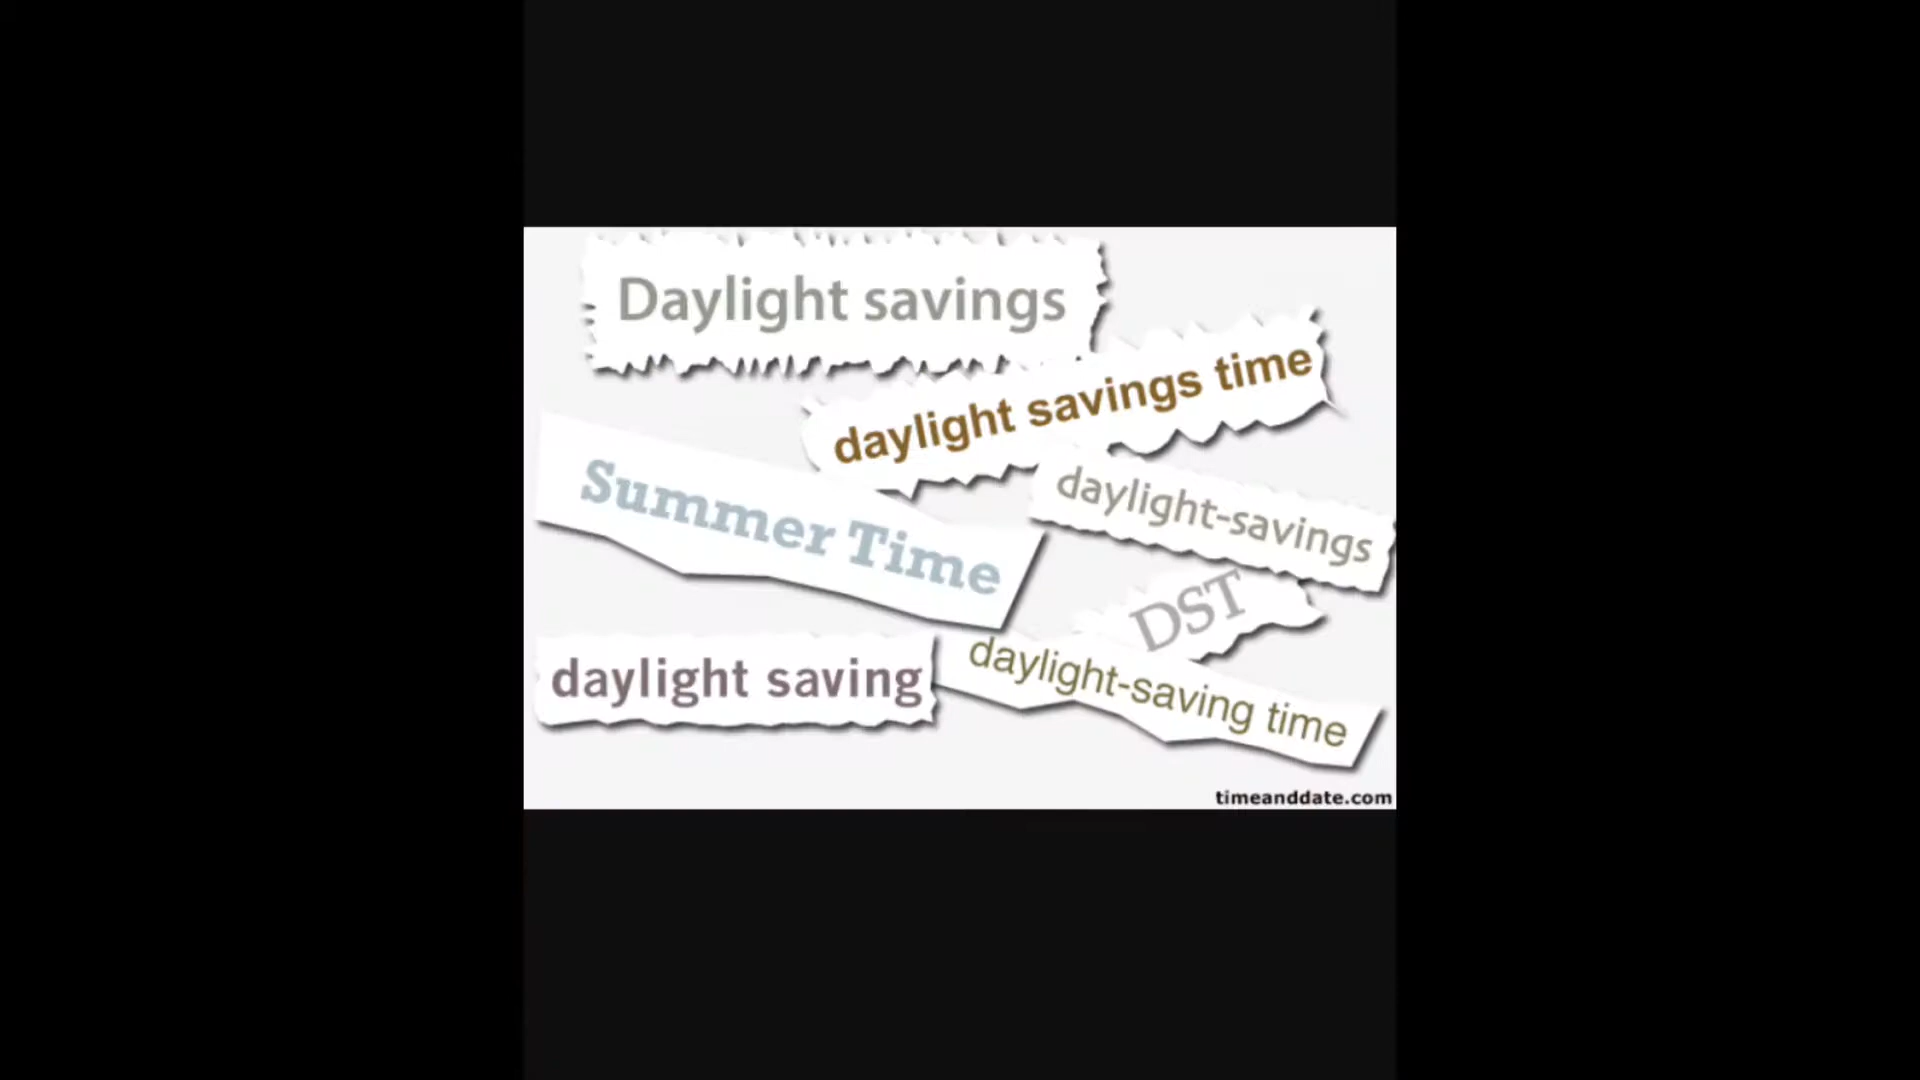 Daylight savings
daylight savings time
Summer Time
daylight-savings
DST
daylight saving
daylight-saving time
timeanddate.com